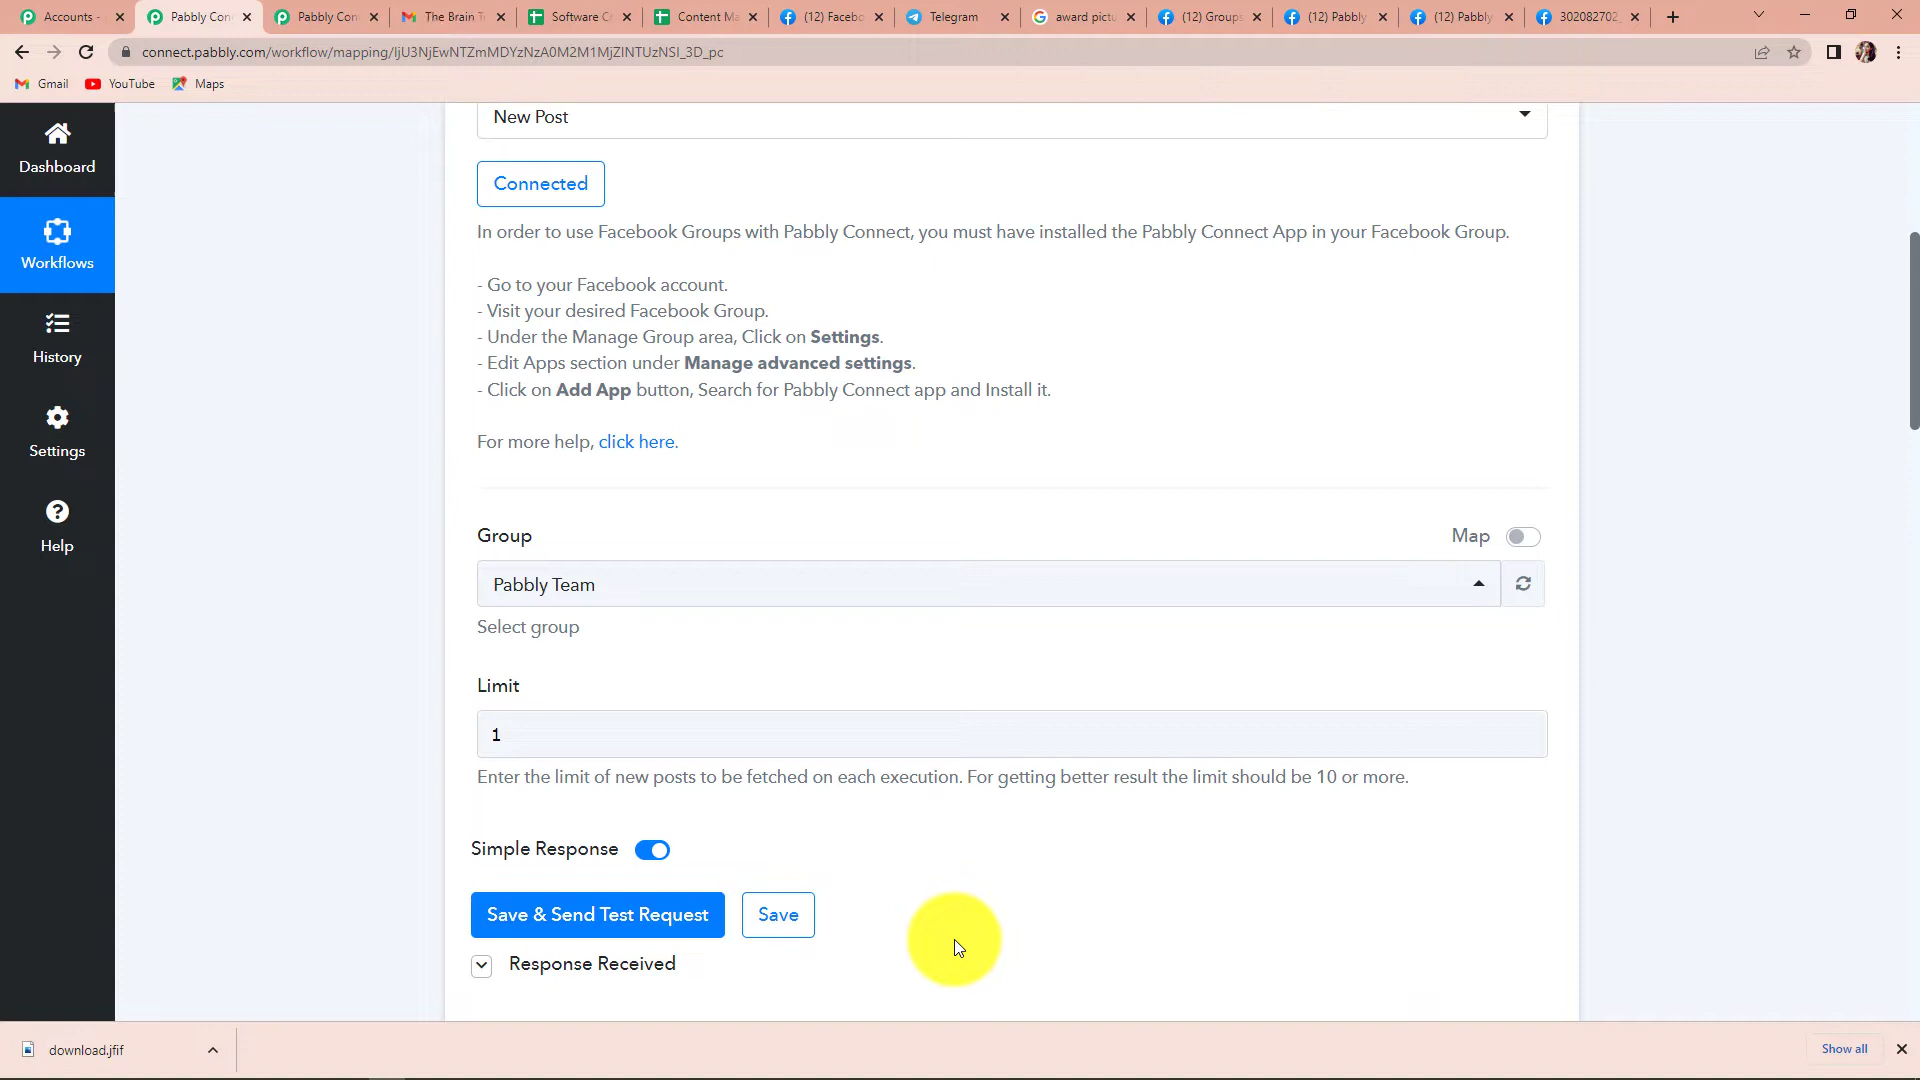 Accounts -
Pabbly Con
Pabbly Con
The Brain T
Software C
Content Ma
(12) Facebo
Telegram
award pictu
(12) Groups
(12) Pabbly
(12) Pabbly
302082702
connect.pabbly.com/workflow/mapping/IjU3NjEwNTZmMDYzNzA0M2M1MjZlNTUzNSI_3D_pc
Gmail
YouTube
Maps
Dashboard
Workflows
History
Settings
Help
New Post
Connected
In order to use Facebook Groups with Pabbly Connect, you must have installed the Pabbly Connect App in your Facebook Group.
- Go to your Facebook account.
- Visit your desired Facebook Group.
- Under the Manage Group area, Click on Settings.
- Edit Apps section under Manage advanced settings.
- Click on Add App button, Search for Pabbly Connect app and Install it.
For more help, click here.
Group
Map
Pabbly Team
Select group
Limit
1
Enter the limit of new posts to be fetched on each execution. For getting better result the limit should be 10 or more.
Simple Response
Save & Send Test Request
Save
Response Received
download.jfif
Show all